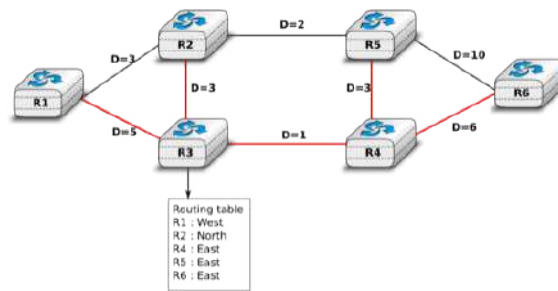 R2
D=2
R5
D=3
D=10
R1
D=3
D=3
R6
D=5
D=1
D=6
R3
R4
Routing table
R1 : West
R2 : North
R4 : East
R5 : East
R6 : East